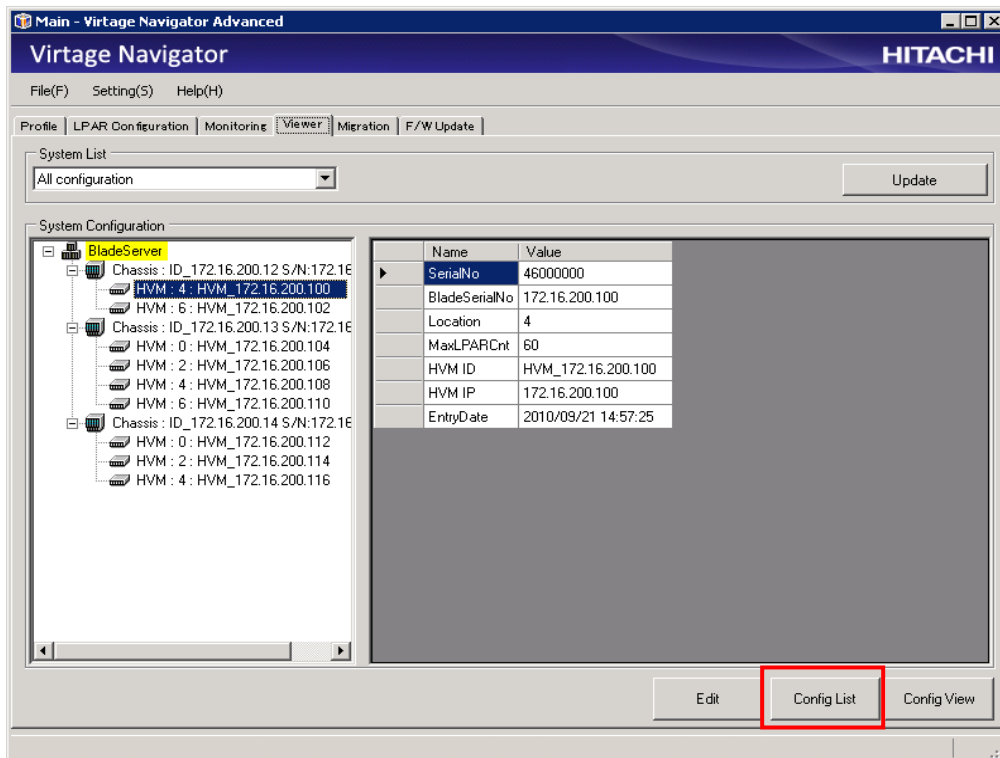 Main - Virtage Navigator Advanced
Virtage Navigator HITACHI
File(F) Setting(S) Help(H)
Profile LPAR Configuration Monitoring Viewer Migration F/W Update
System List
All configuration Update
System Configuration
BladeServer
Chassis : ID_172.16.200.12 S/N:172.16
HVM : 4 : HVM_172.16.200.100
HVM : 6 : HVM_172.16.200.102
Chassis : ID_172.16.200.13 S/N:172.16
HVM : 0 : HVM_172.16.200.104
HVM : 2 : HVM_172.16.200.106
HVM : 4 : HVM_172.16.200.108
HVM : 6 : HVM_172.16.200.110
Chassis : ID_172.16.200.14 S/N:172.16
HVM : 0 : HVM_172.16.200.112
HVM : 2 : HVM_172.16.200.114
HVM : 4 : HVM_172.16.200.116
Name Value
SerialNo 46000000
BladeSerialNo 172.16.200.100
Location 4
MaxLPARCnt 60
HVM ID HVM_172.16.200.100
HVM IP 172.16.200.100
EntryDate 2010/09/21 14:57:25
Edit Config List Config View